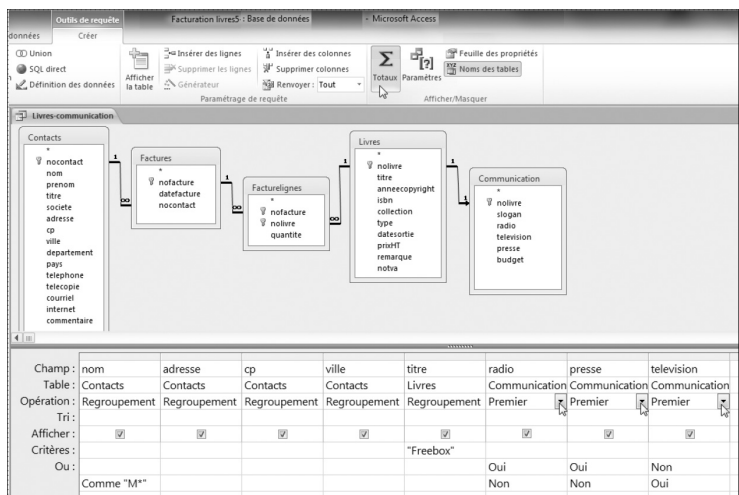 Outils de requête
Facturation livres5 : Base de données - Microsoft Access
données Créer
Union
SQL direct
Définition des données
Afficher la table
Insérer des lignes
Supprimer les lignes
Générateur
Insérer des colonnes
Supprimer colonnes
Renvoyer : Tout
Paramétrage de requête
Σ
Totaux
[?]
Paramètres
Feuille des propriétés
XYZ Noms des tables
Afficher/Masquer
Livres-communication
Contacts
*
nocontact
nom
prenom
titre
societe
adresse
cp
ville
departement
pays
telephone
telecopie
courriel
internet
commentaire
1
∞
Factures
*
nofacture
datefacture
nocontact
1
∞
Facturelignes
*
nofacture
nolivre
quantite
1
∞
Livres
*
nolivre
titre
anneecopyright
isbn
collection
type
datesortie
prixHT
remarque
notva
1
1
Communication
*
nolivre
slogan
radio
television
presse
budget
Champ : nom adresse cp ville titre radio presse television
Table : Contacts Contacts Contacts Contacts Livres Communication Communication Communication
Opération : Regroupement Regroupement Regroupement Regroupement Regroupement Premier Premier Premier
Tri :
Afficher :
Critères : "Freebox"
Ou : Oui Oui Non
Comme "M*" Non Non Oui